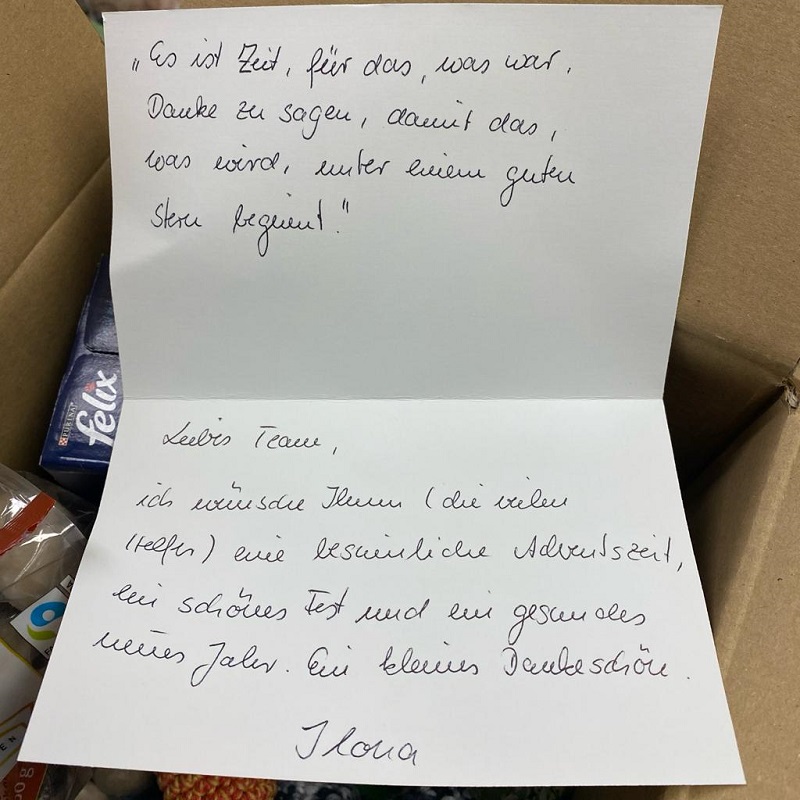 „Es ist Zeit, für das, was war,
Danke zu sagen, damit das,
was wird, unter einem guten
Stern beginnt."
PURINA
felix
Liebes Team,
ich wünsche Ihnen (die vielen
Helfer) eine besinnliche Adventszeit,
ein schönes Fest und ein gesundes
neues Jahr. Ein kleines Dankeschön.
Ilona